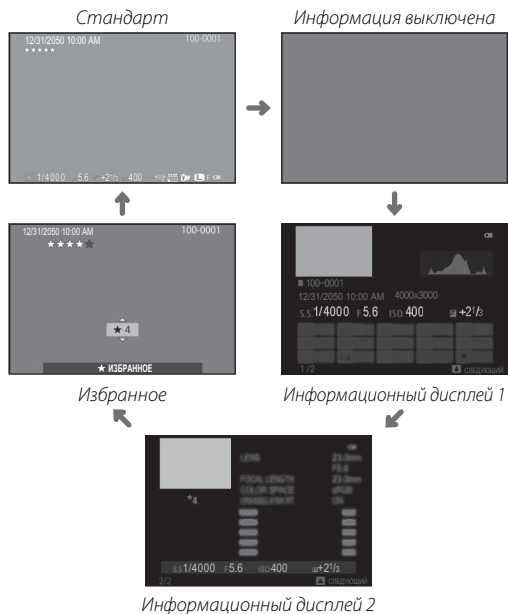 Стандарт
12/31/2050 10:00 AM 100-0001
★★★★★
1/4000 5.6 +2 1/3 400 F
Информация выключена
12/31/2050 10:00 AM 100-0001
★★★★★
★4
★ ИЗБРАННОЕ
Избранное
100-0001
12/31/2050 10:00 AM 4000x3000
S.S. 1/4000 F 5.6 ISO 400 +2 1/3
1/2 СЛЕДУЮЩИЙ
Информационный дисплей 1
LENS 23.0mm
F5.6
FOCAL LENGTH 23.0mm
COLOR SPACE sRGB
ON
★4
S.S 1/4000 F5.6 ISO 400 +2 1/3
2/2 СЛЕДУЮЩИЙ
Информационный дисплей 2